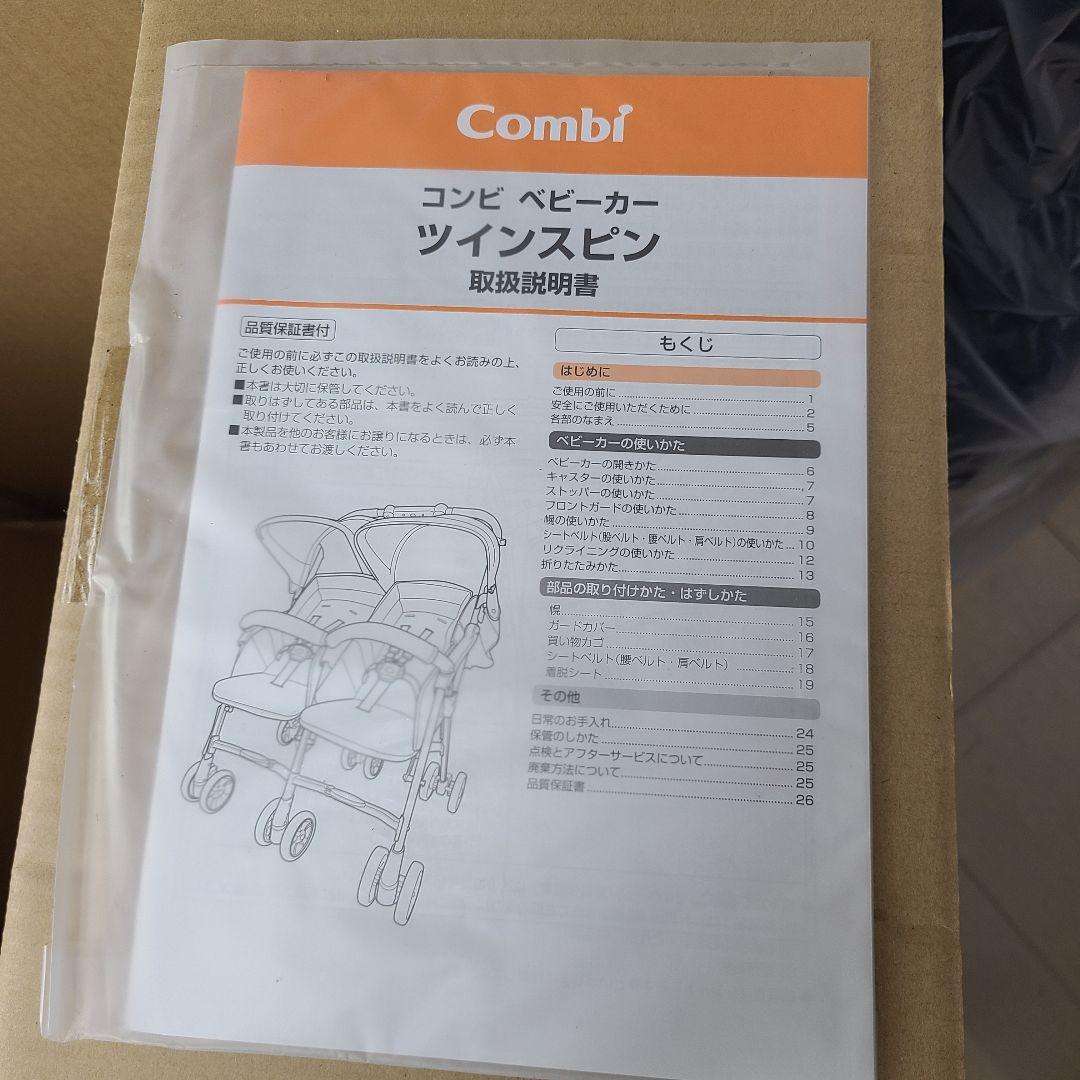 Combi
コンビ ベビーカー
ツインスピン
取扱説明書
品質保証書付
ご使用の前に必ずこの取扱説明書をよくお読みの上、
正しくお使いください。
■本書は大切に保管してください。
■取りはずしてある部品は、本書をよく読んで正しく
取り付けてください。
■本製品を他のお客様にお譲りになるときは、必ず本
書もあわせてお渡しください。
もくじ
はじめに
ご使用の前に 1
安全にご使用いただくために 2
各部のなまえ 5
ベビーカーの使いかた
ベビーカーの開きかた 6
キャスターの使いかた 7
ストッパーの使いかた 7
フロントガードの使いかた 8
幌の使いかた 9
シートベルト(股ベルト・腰ベルト・肩ベルト)の使いかた 10
リクライニングの使いかた 12
折りたたみかた 13
部品の取り付けかた・はずしかた
幌 15
ガードカバー 16
買い物カゴ 17
シートベルト(腰ベルト・肩ベルト) 18
着脱シート 19
その他
日常のお手入れ 24
保管のしかた 25
点検とアフターサービスについて 25
廃棄方法について 25
品質保証書 26